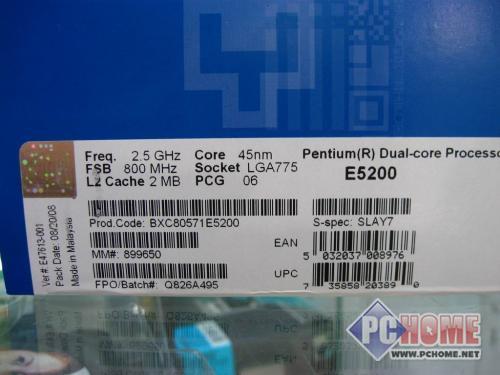 Freq. 2.5 GHz Core 45nm Pentium(R) Dual-core Processo
FSB 800 MHz Socket LGA775 E5200
L2 Cache 2 MB PCG 06
Prod.Code: BXC80571E5200 S-spec: SLAY7
EAN 5 032037 008976
MM#: 899650
UPC 7 35858 20389 0
FPO/Batch#: Q826A495
Ver.#: E47613-001
Pack Date: 08/20/08
Made in Malaysia
PCHOME
WWW.PCHOME.NET